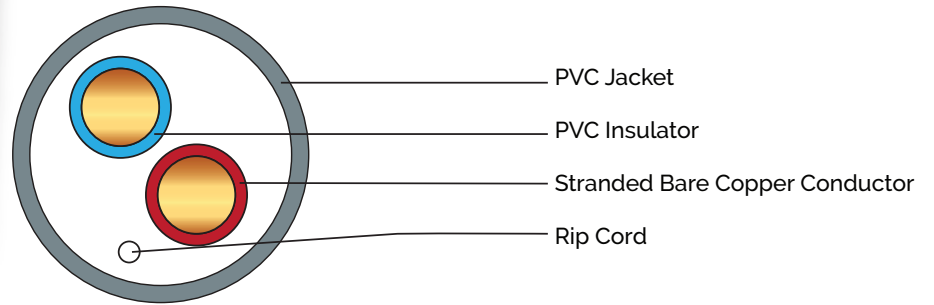 PVC Jacket
PVC Insulator
Stranded Bare Copper Conductor
Rip Cord